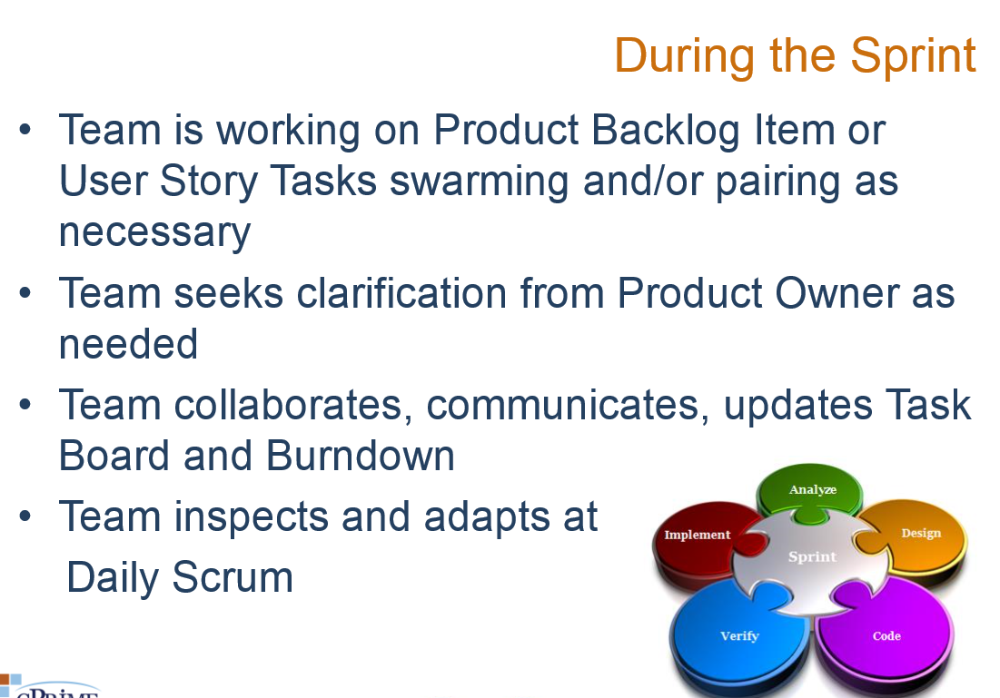 During the Sprint
• Team is working on Product Backlog Item or
User Story Tasks swarming and/or pairing as
necessary
• Team seeks clarification from Product Owner as
needed
• Team collaborates, communicates, updates Task
Board and Burndown
• Team inspects and adapts at
Daily Scrum
Analyze
Implement
Design
Sprint
Verify
Code
cPRIME